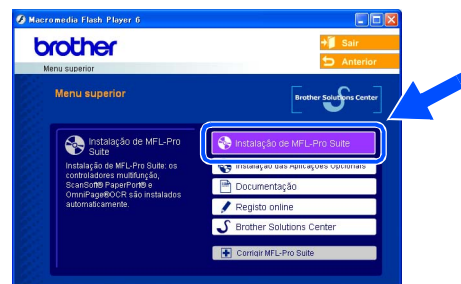 Macromedia Flash Player 6
brother
Sair
Anterior
Menu superior
Menu superior
Brother Solutions Center
Instalação de MFL-Pro
Suite
Instalação de MFL-Pro Suite: os
controladores multifunção,
ScanSoft® PaperPort® e
OmniPage®OCR são instalados
automaticamente.
Instalação de MFL-Pro Suite
Instalação das Aplicações Opcionais
Documentação
Registo online
Brother Solutions Center
Corrigir MFL-Pro Suite